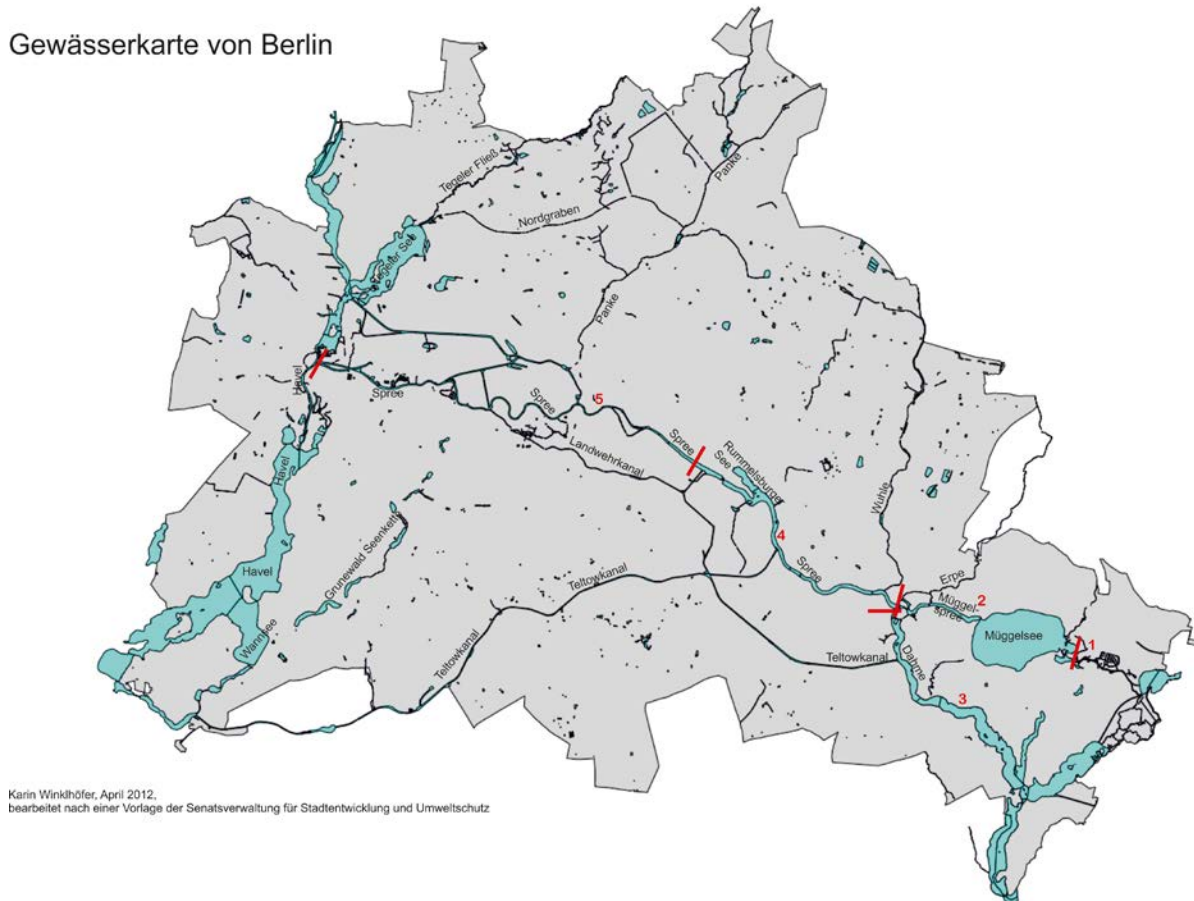 Gewässerkarte von Berlin
Tegeler Fließ
Panke
Nordgraben
Tegeler See
Panke
Havel
Spree
Spree
5
Landwehrkanal
Spree
Rummelsburger
See
Wuhle
Havel
Grunewald Seenkette
4
Spree
Teltowkanal
Erpe
Havel
Müggel-
spree
2
Müggelsee
1
Wannsee
Teltowkanal
Teltowkanal
Dahme
3
Karin Winklhöfer, April 2012,
bearbeitet nach einer Vorlage der Senatsverwaltung für Stadtentwicklung und Umweltschutz